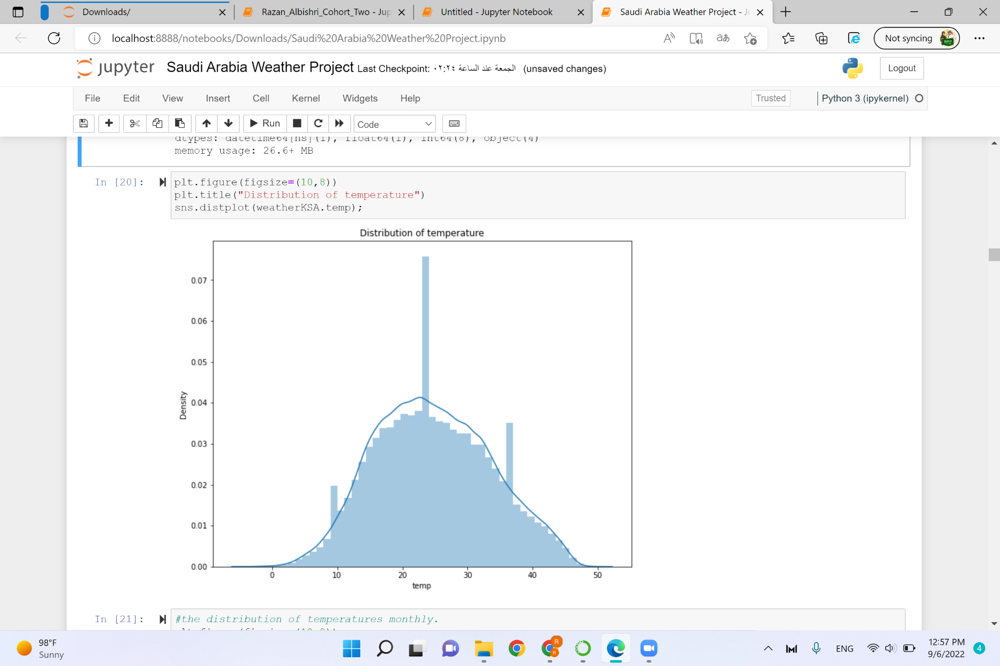 Downloads/
Razan_Albishri_Cohort_Two - Jup
Untitled - Jupyter Notebook
Saudi Arabia Weather Project - Ju
localhost:8888/notebooks/Downloads/Saudi%20Arabia%20Weather%20Project.ipynb
Not syncing
jupyter Saudi Arabia Weather Project Last Checkpoint: الجمعة عند الساعة ٠٢:٢٤ (unsaved changes)
Logout
File Edit View Insert Cell Kernel Widgets Help
Trusted
Python 3 (ipykernel)
Run
Code
dtypes: datetime64[ns](1), float64(1), int64(8), object(4)
memory usage: 26.6+ MB
In [20]:
plt.figure(figsize=(10,8))
plt.title("Distribution of temperature")
sns.distplot(weatherKSA.temp);
Distribution of temperature
0.07
0.06
0.05
0.04
0.03
0.02
0.01
0.00
Density
0 10 20 30 40 50
temp
In [21]:
#the distribution of temperatures monthly.
98°F
Sunny
R
R
ENG
12:57 PM
9/6/2022
4